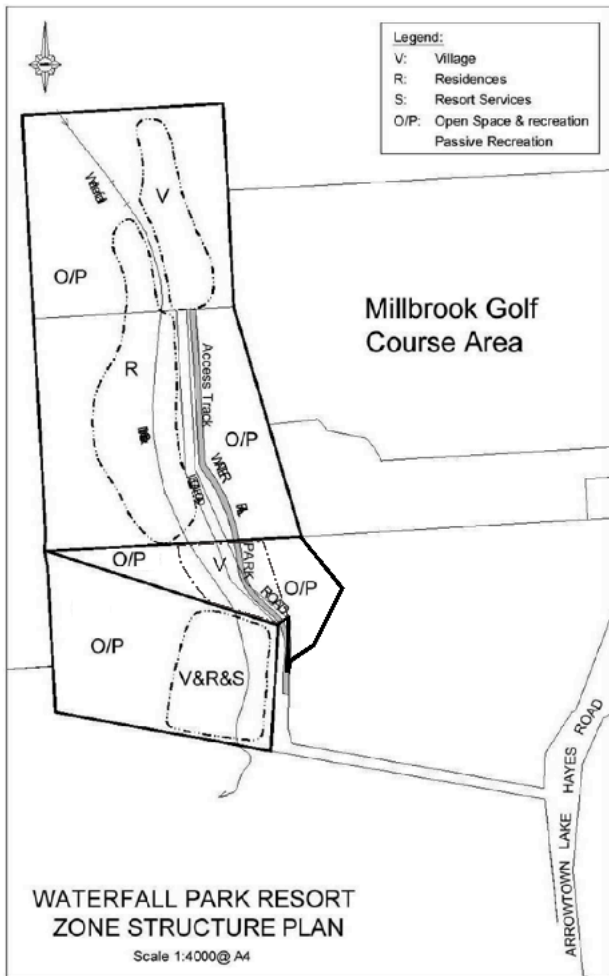 Legend:
V: Village
R: Residences
S: Resort Services
O/P: Open Space & recreation
Passive Recreation
V
O/P
Millbrook Golf
Course Area
R
Access Track
O/P
WATER
PARK
ROAD
O/P
V
O/P
O/P
V&R&S
ARROWTOWN LAKE HAYES ROAD
WATERFALL PARK RESORT
ZONE STRUCTURE PLAN
Scale 1:4000@ A4